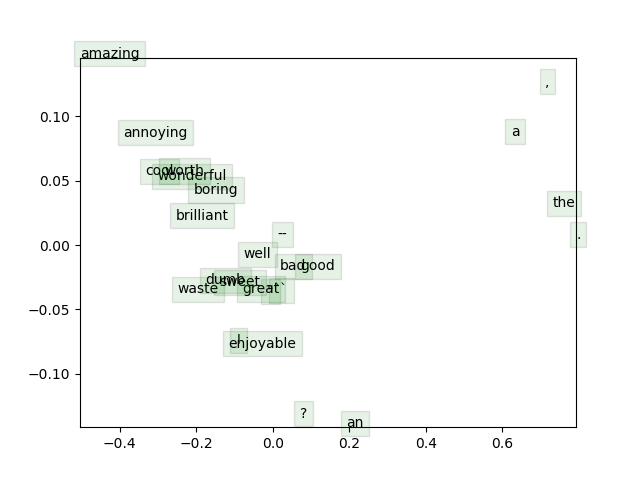 amazing
,
0.10
annoying
a
cool
worth
wonderful
0.05
boring
the
brilliant
--
.
0.00
well
bad
good
dumb
sweet
waste
great
−0.05
!
enjoyable
−0.10
?
an
−0.4
−0.2
0.0
0.2
0.4
0.6